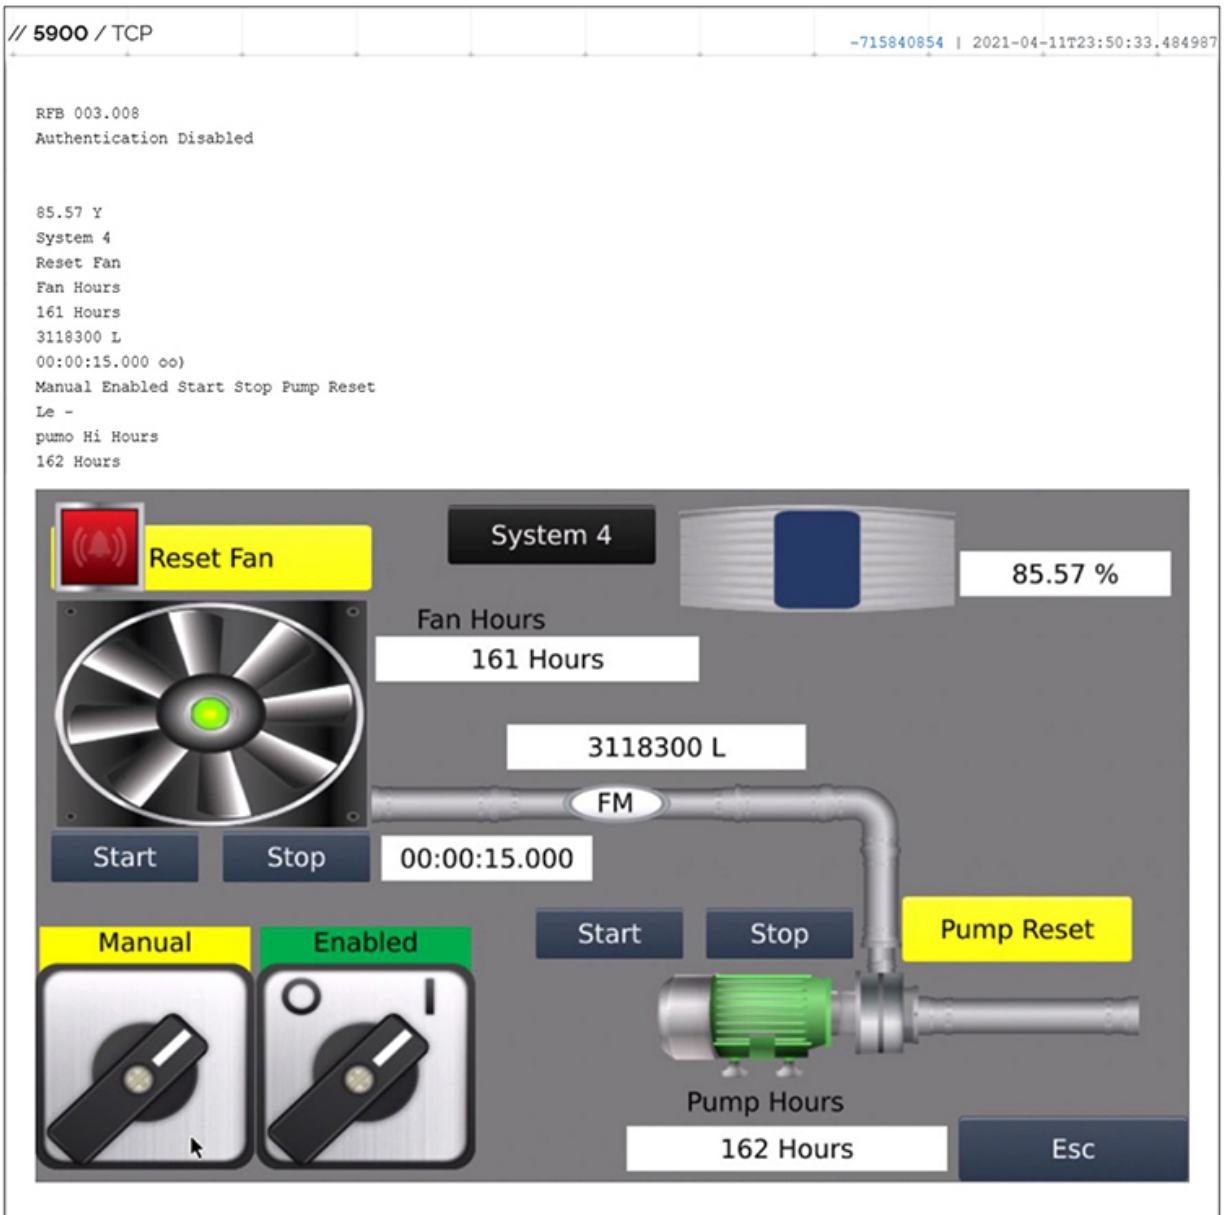 // 5900 / TCP
-715840854 | 2021-04-11T23:50:33.484987
RFB 003.008
Authentication Disabled
85.57 Y
System 4
Reset Fan
Fan Hours
161 Hours
3118300 L
00:00:15.000 oo)
Manual Enabled Start Stop Pump Reset
Le -
pumo Hi Hours
162 Hours
System 4
Reset Fan
85.57 %
Fan Hours
161 Hours
3118300 L
FM
Start
Stop
00:00:15.000
Manual
Enabled
Start
Stop
Pump Reset
Pump Hours
162 Hours
Esc